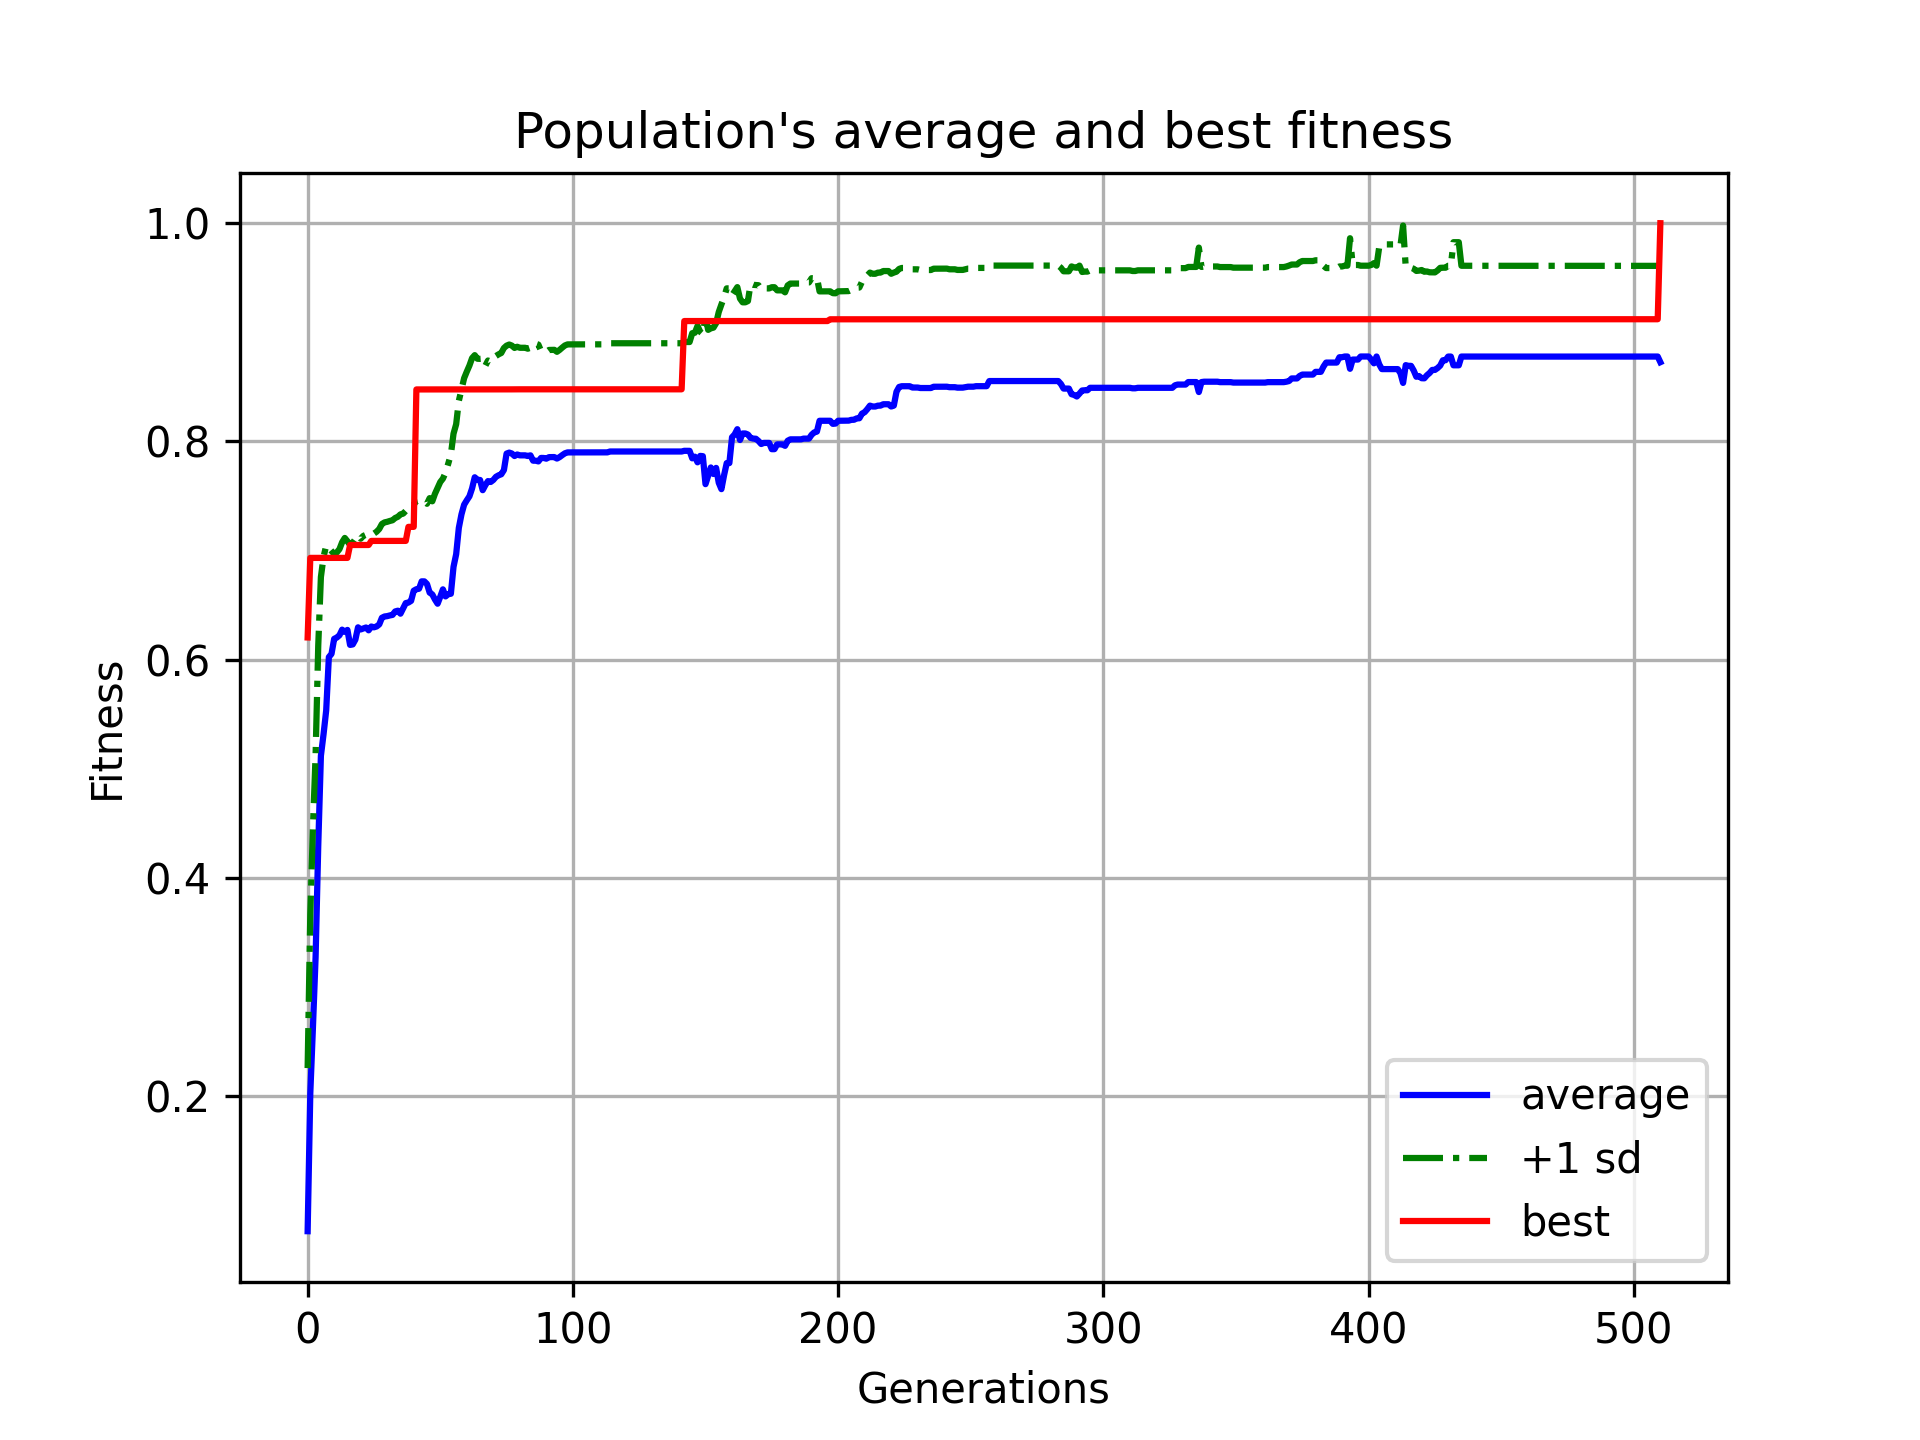 Population's average and best fitness
1.0
0.8
0.6
0.4
0.2
Fitness
0 100 200 300 400 500
Generations
average
+1 sd
best